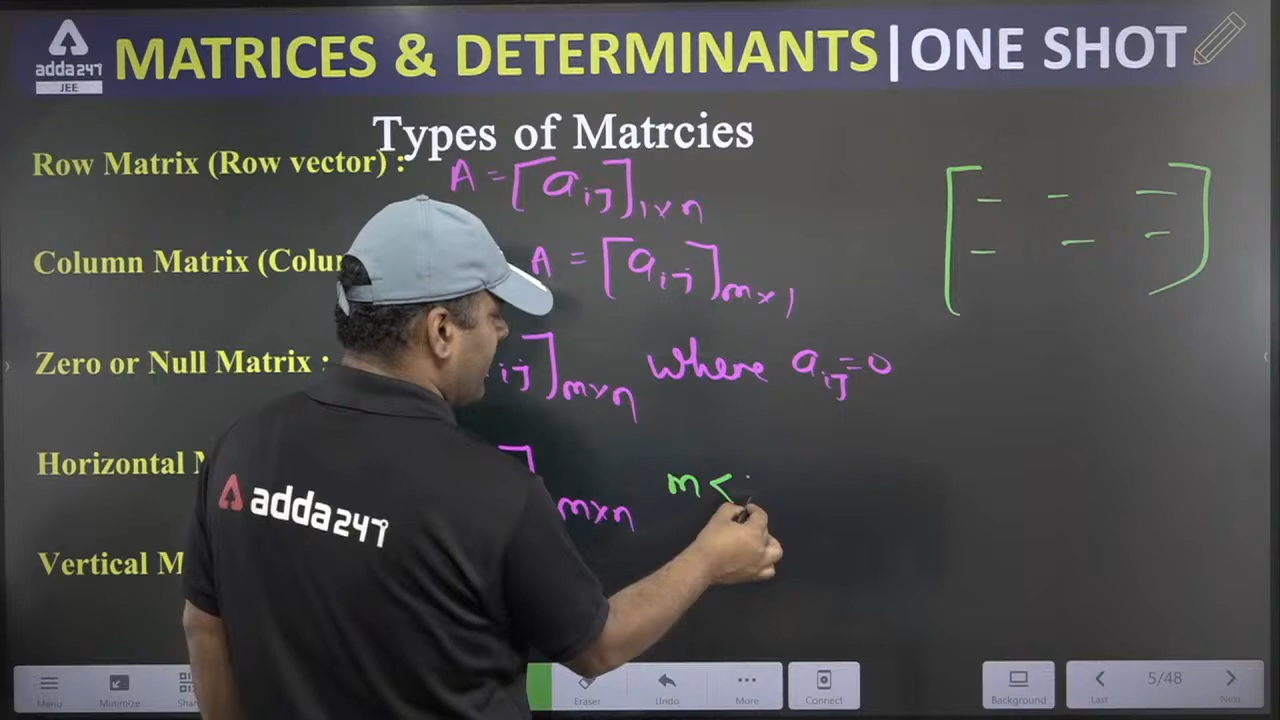 adda247
JEE
MATRICES & DETERMINANTS | ONE SHOT
Types of Matrcies
Row Matrix (Row vector) :
A = [aij]1×n
Column Matrix (Colu
A = [aij]m×1
Zero or Null Matrix :
ij]m×n where aij=0
Horizontal M
]m×n m <
Vertical M
adda247
Menu
Minimize
Eraser
Undo
More
Connect
Background
Last
5/48
Next